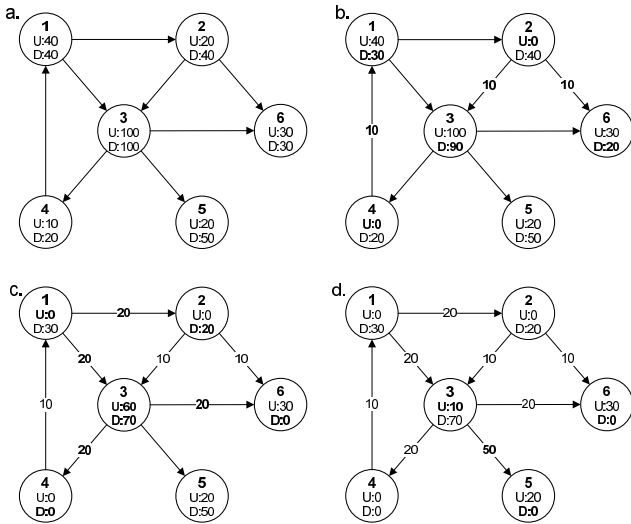 a.
1
U:40
D:40
2
U:20
D:40
3
U:100
D:100
6
U:30
D:30
4
U:10
D:20
5
U:20
D:50
b.
1
U:40
D:30
2
U:0
D:40
10
10
10
3
U:100
D:90
6
U:30
D:20
4
U:0
D:20
5
U:20
D:50
c.
1
U:0
D:30
20
2
U:0
D:20
20
10
10
10
3
U:60
D:70
20
6
U:30
D:0
20
4
U:0
D:0
5
U:20
D:50
d.
1
U:0
D:30
20
2
U:0
D:20
20
10
10
10
3
U:10
D:70
20
6
U:30
D:0
20
50
4
U:0
D:0
5
U:20
D:0